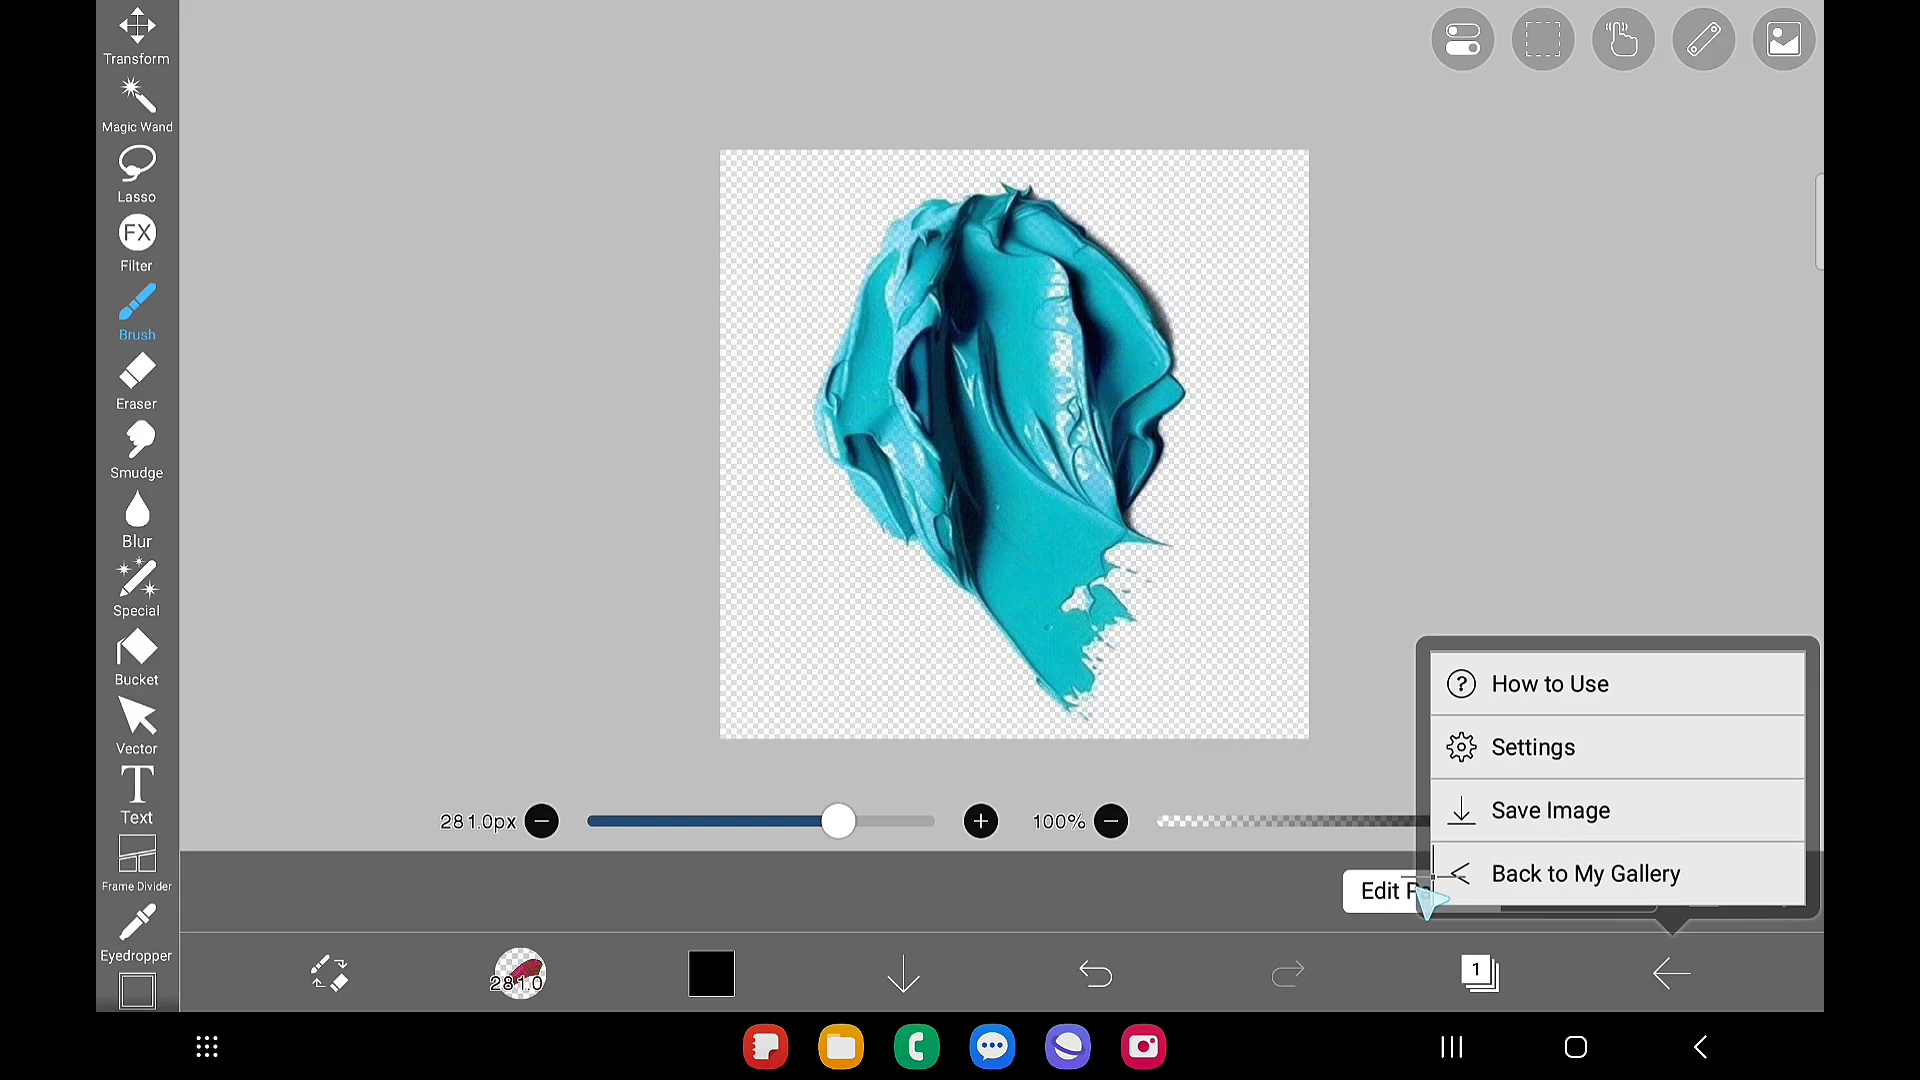 Transform
Magic Wand
Lasso
FX
Filter
Brush
Eraser
Smudge
Blur
Special
Bucket
Vector
T
Text
Frame Divider
Eyedropper
How to Use
Settings
Save Image
Back to My Gallery
281.0px
100%
Edit
281.0
1